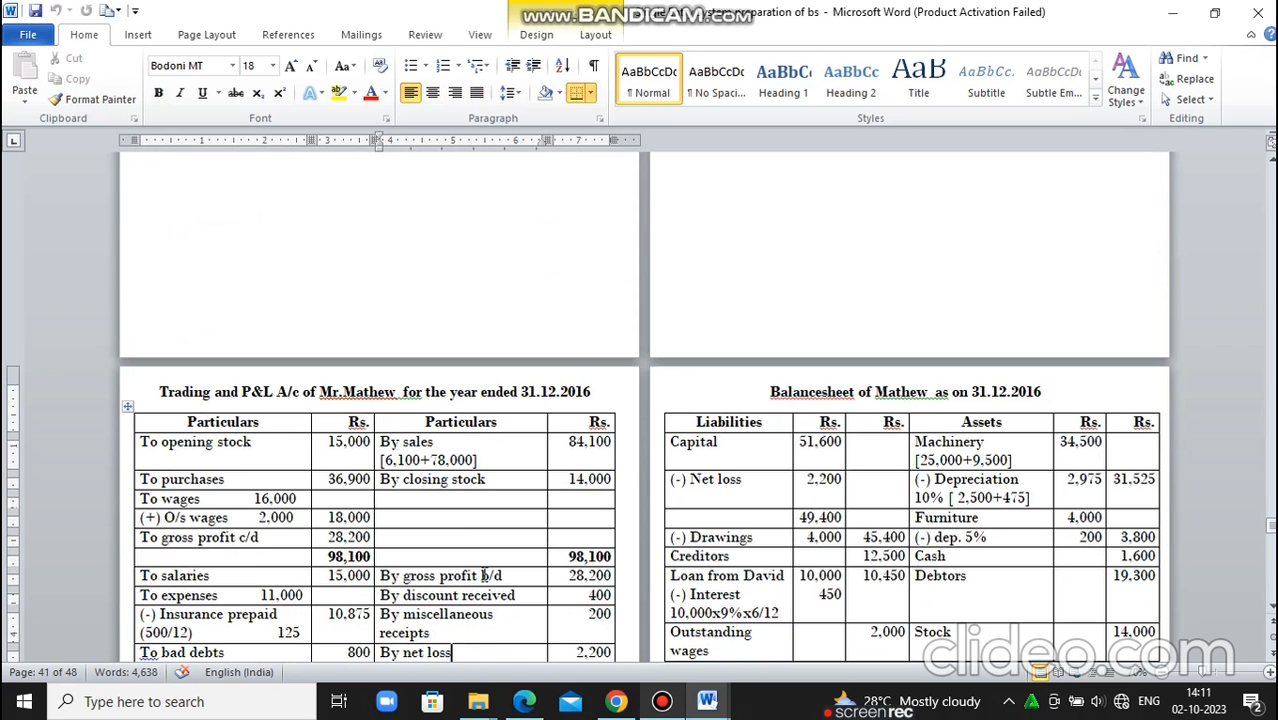 www.BANDICAM.com
preparation of bs - Microsoft Word (Product Activation Failed)
File Home Insert Page Layout References Mailings Review View Design Layout
Paste
Cut
Copy
Format Painter
Clipboard
Bodoni MT 18
Font
Paragraph
AaBbCcDc AaBbCcDc AaBbC( AaBbCc AaB AaBbCc. AaBbCcDc
¶ Normal ¶ No Spaci... Heading 1 Heading 2 Title Subtitle Subtle Em...
Styles
Change Styles
Find
Replace
Select
Editing
1 2 3 4 5 6 7
Trading and P&L A/c of Mr.Mathew for the year ended 31.12.2016
Particulars Rs. Particulars Rs.
To opening stock 15,000 By sales 84,100
[6,100+78,000]
To purchases 36,900 By closing stock 14,000
To wages 16,000
(+) O/s wages 2,000 18,000
To gross profit c/d 28,200
98,100 98,100
To salaries 15,000 By gross profit b/d 28,200
To expenses 11,000 By discount received 400
(-) Insurance prepaid 10,875 By miscellaneous 200
(500/12) 125 receipts
To bad debts 800 By net loss 2,200
Balancesheet of Mathew as on 31.12.2016
Liabilities Rs. Rs. Assets Rs. Rs.
Capital 51,600 Machinery 34,500
[25,000+9,500]
(-) Net loss 2,200 (-) Depreciation 2,975 31,525
10% [ 2,500+475]
49,400 Furniture 4,000
(-) Drawings 4,000 45,400 (-) dep. 5% 200 3,800
Creditors 12,500 Cash 1,600
Loan from David 10,000 10,450 Debtors 19,300
(-) Interest 450
10,000x9%x6/12
Outstanding 2,000 Stock 14,000
wages
clideo.com
Page: 41 of 48 Words: 4,638 English (India)
Type here to search
28°C Mostly cloudy
screen rec
ENG
14:11
02-10-2023
2